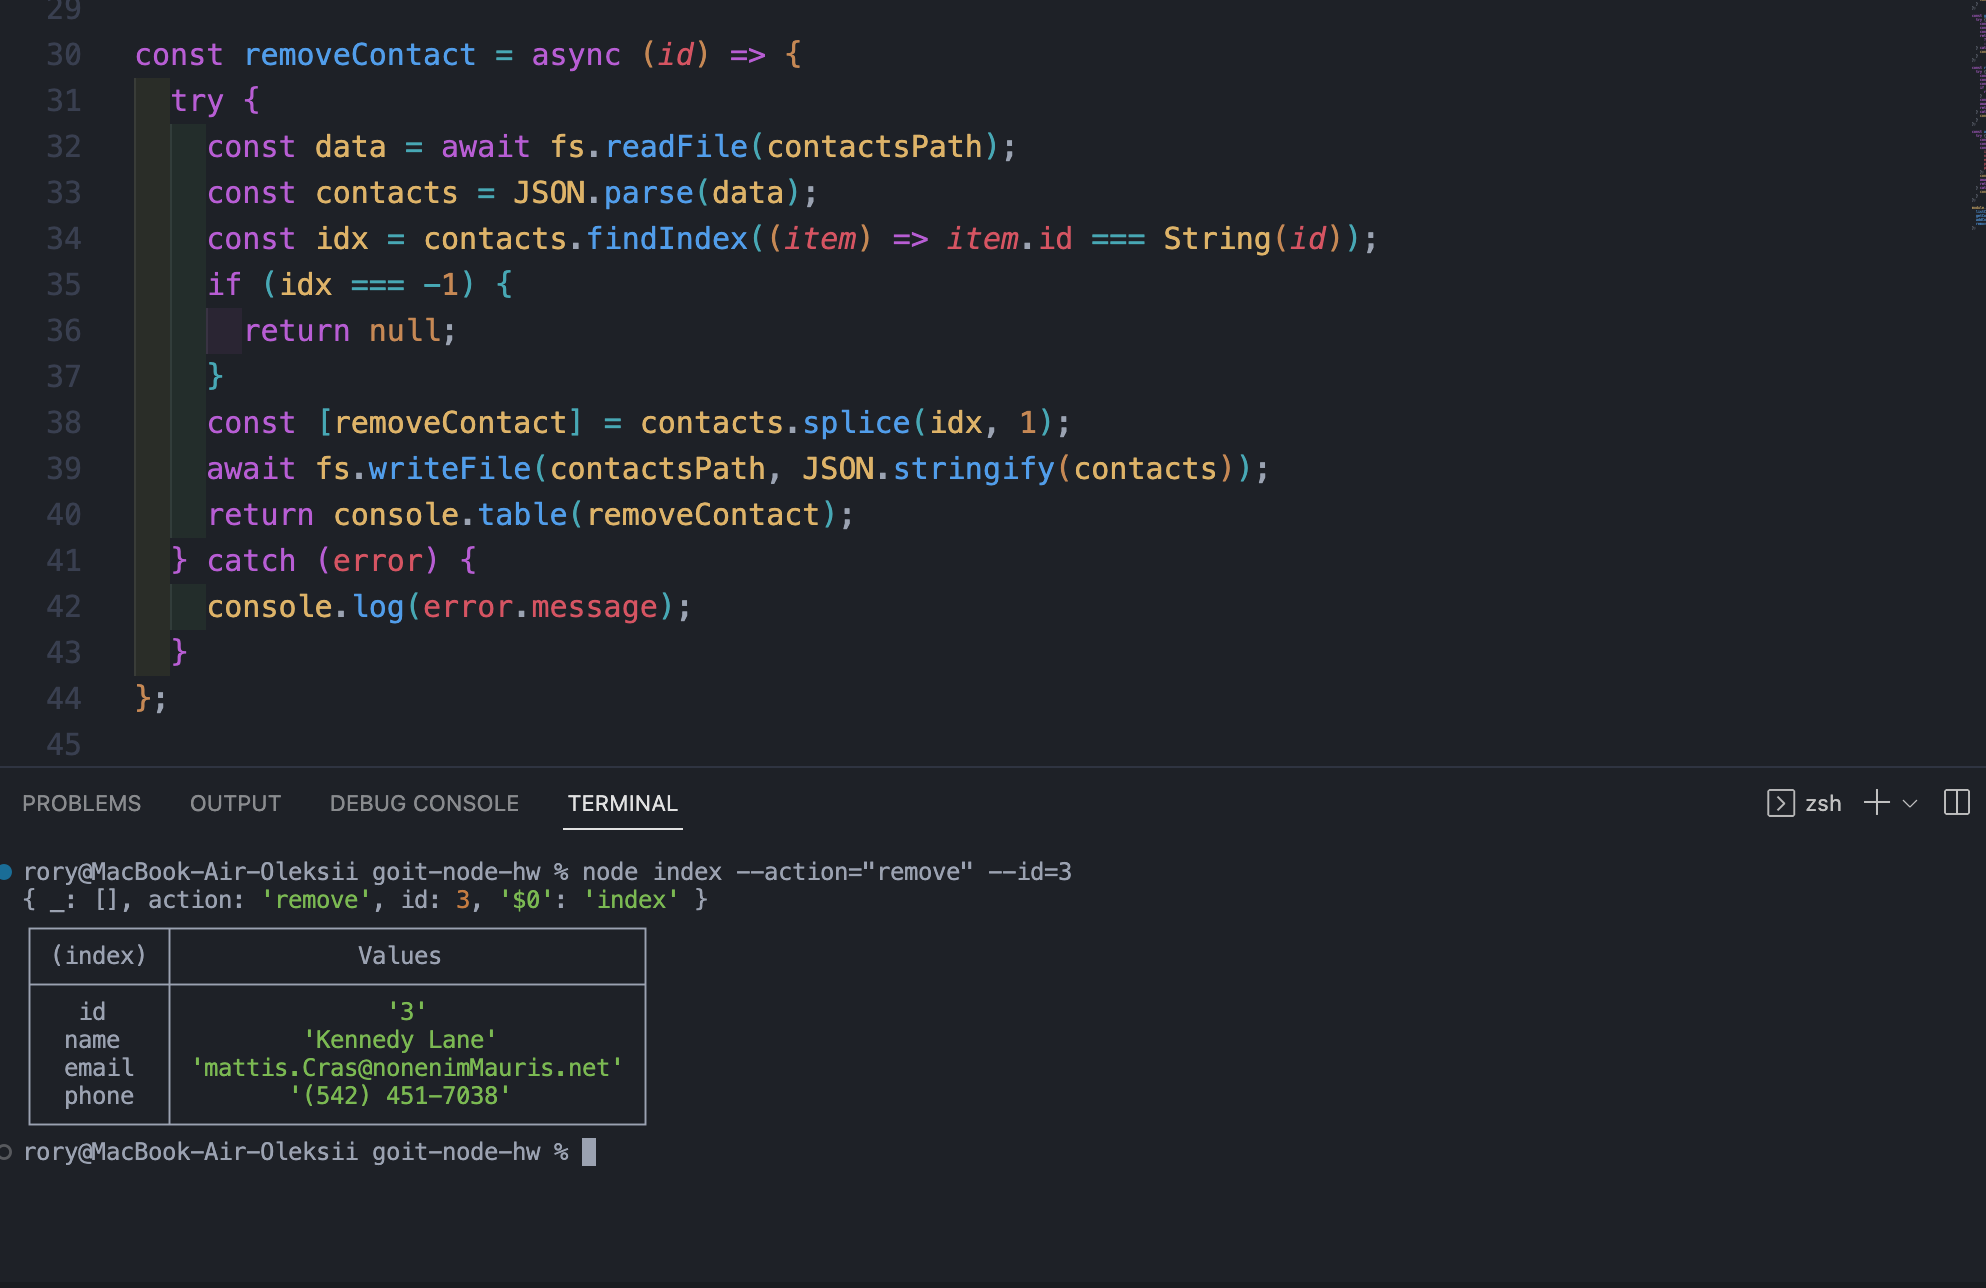 29
30 const removeContact = async (id) => {
31 try {
32 const data = await fs.readFile(contactsPath);
33 const contacts = JSON.parse(data);
34 const idx = contacts.findIndex((item) => item.id === String(id));
35 if (idx === -1) {
36 return null;
37 }
38 const [removeContact] = contacts.splice(idx, 1);
39 await fs.writeFile(contactsPath, JSON.stringify(contacts));
40 return console.table(removeContact);
41 } catch (error) {
42 console.log(error.message);
43 }
44 };
45
PROBLEMS OUTPUT DEBUG CONSOLE TERMINAL zsh
rory@MacBook-Air-Oleksii goit-node-hw % node index --action="remove" --id=3
{ _: [], action: 'remove', id: 3, '$0': 'index' }
(index) Values
id '3'
name 'Kennedy Lane'
email 'mattis.Cras@nonenimMauris.net'
phone '(542) 451-7038'
rory@MacBook-Air-Oleksii goit-node-hw %